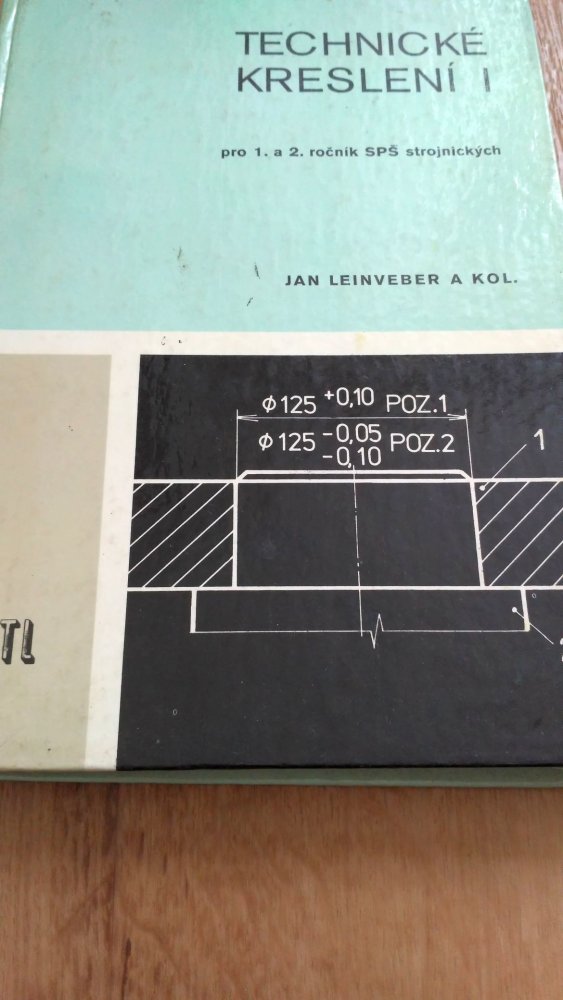 TECHNICKÉ
KRESLENÍ I
pro 1. a 2. ročník SPŠ strojnických
JAN LEINVEBER A KOL.
⌀125 +0,10 POZ.1
⌀125 -0,05 POZ.2
-0,10
1
TL